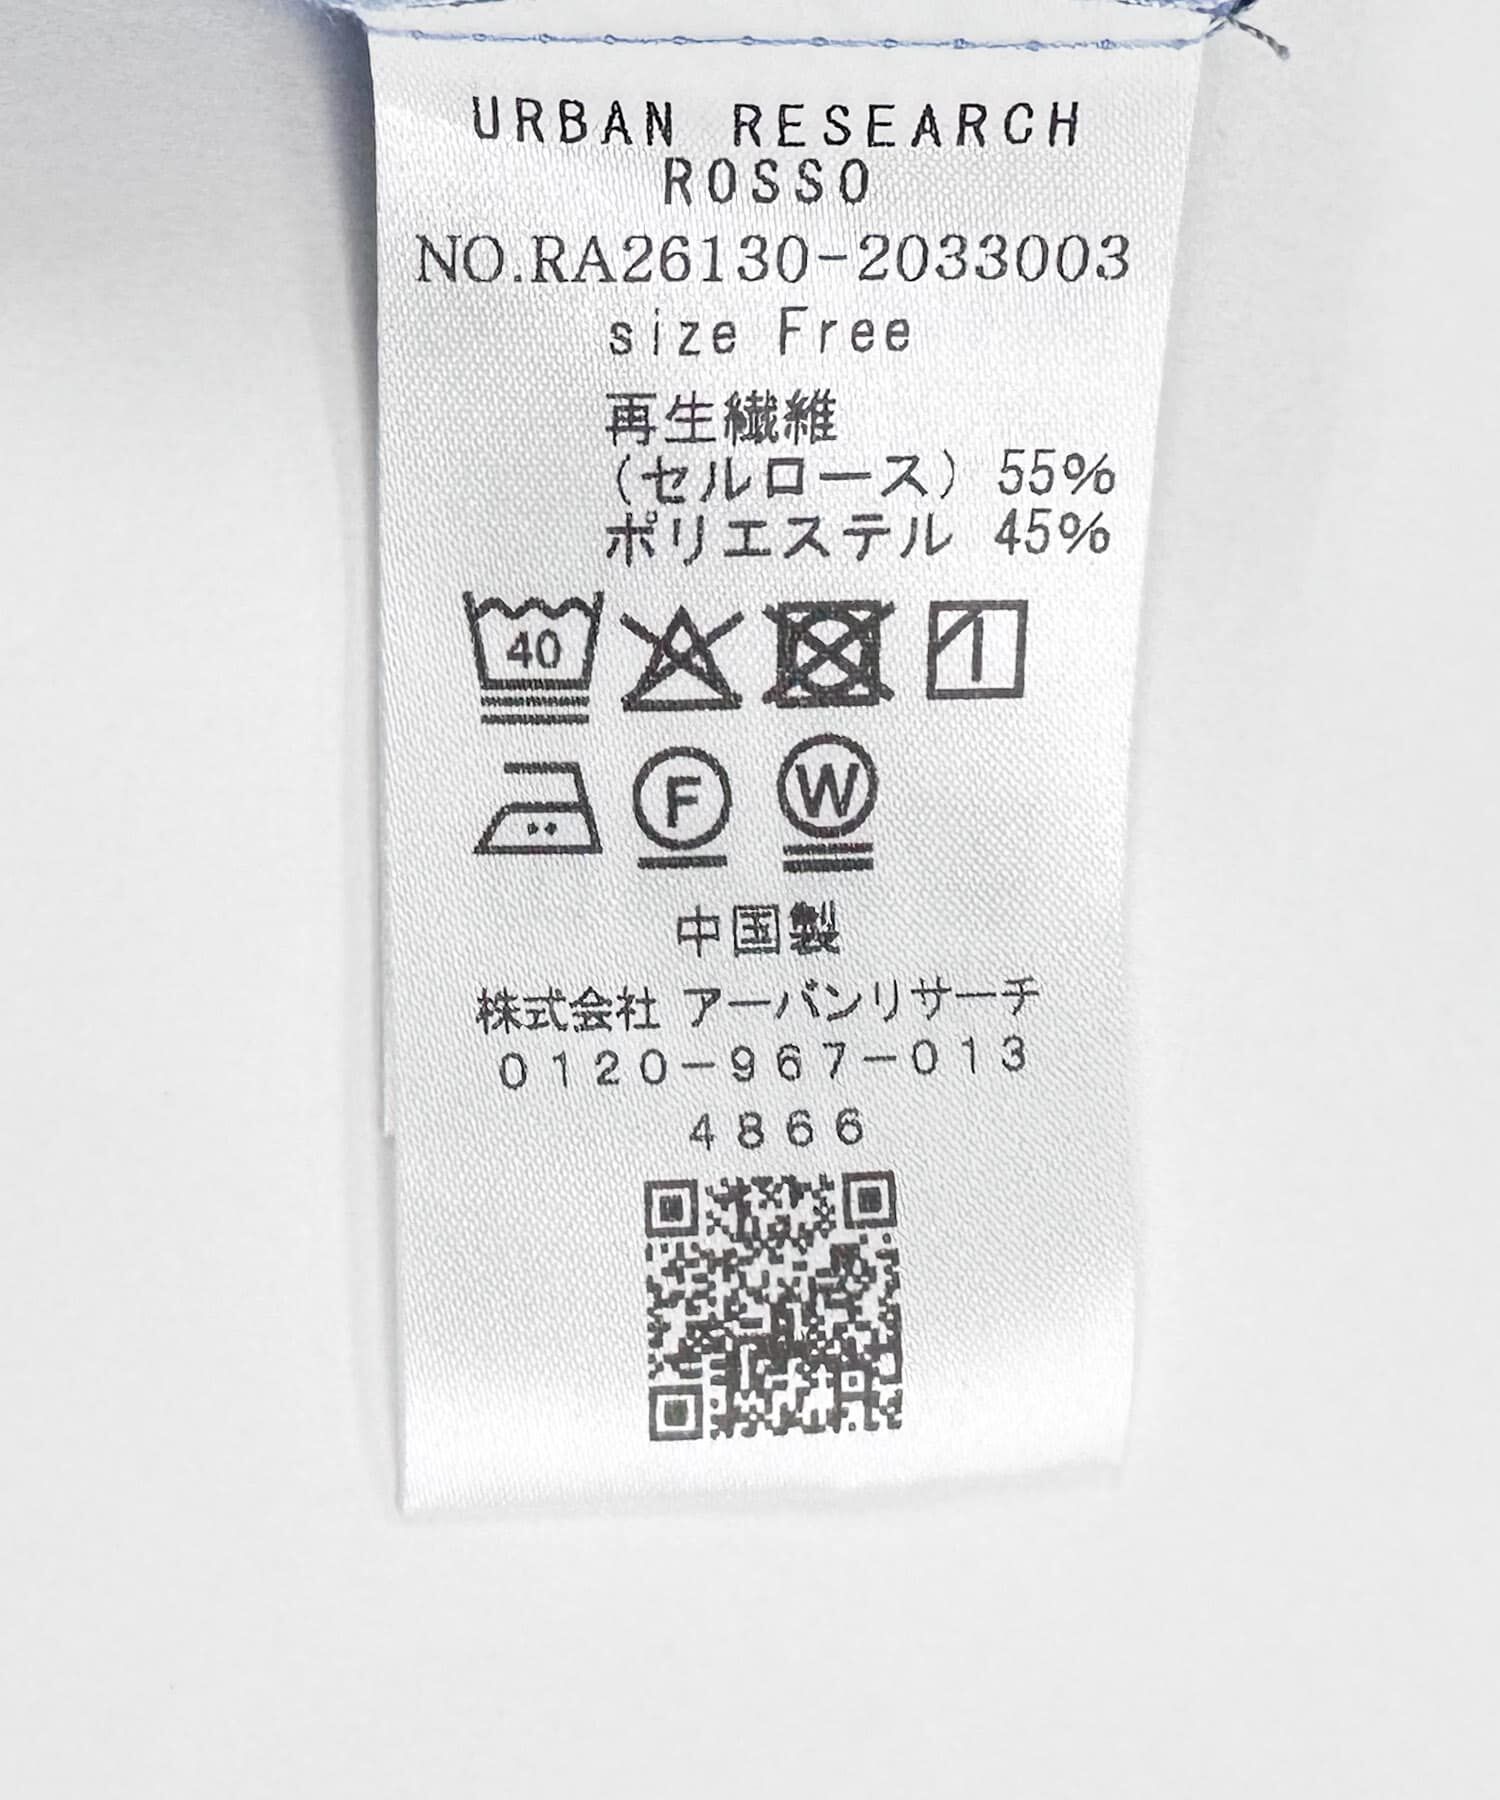 URBAN RESEARCH
ROSSO
NO.RA26130-2033003
size Free
再生繊維
(セルロース) 55%
ポリエステル 45%
40
F
W
中国製
株式会社 アーバンリサーチ
0120-967-013
4866